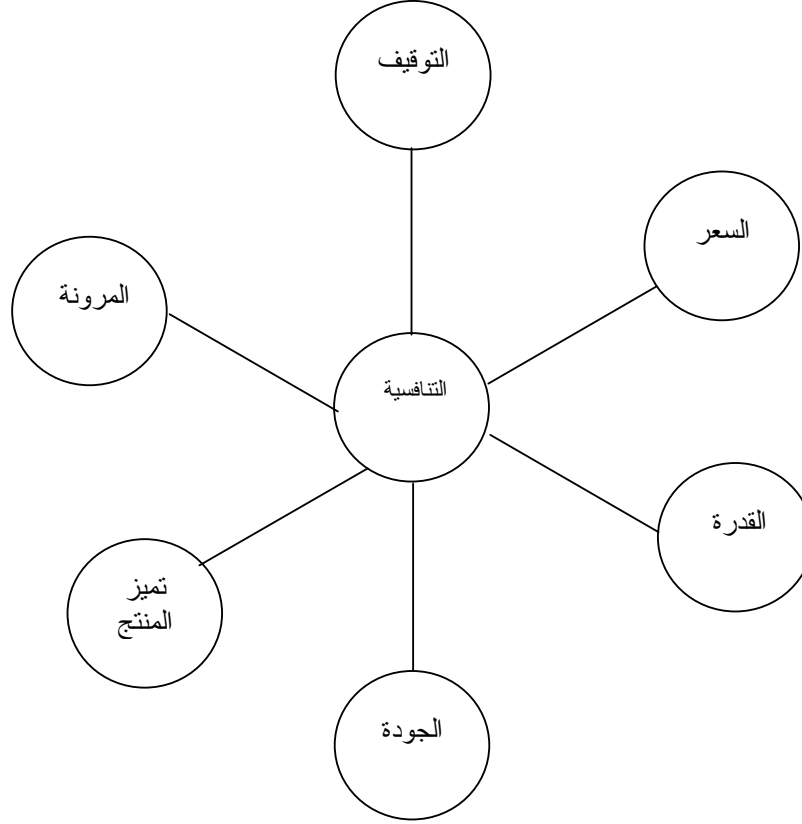 التوقيف
السعر
المرونة
التنافسية
القدرة
تميز
المنتج
الجودة